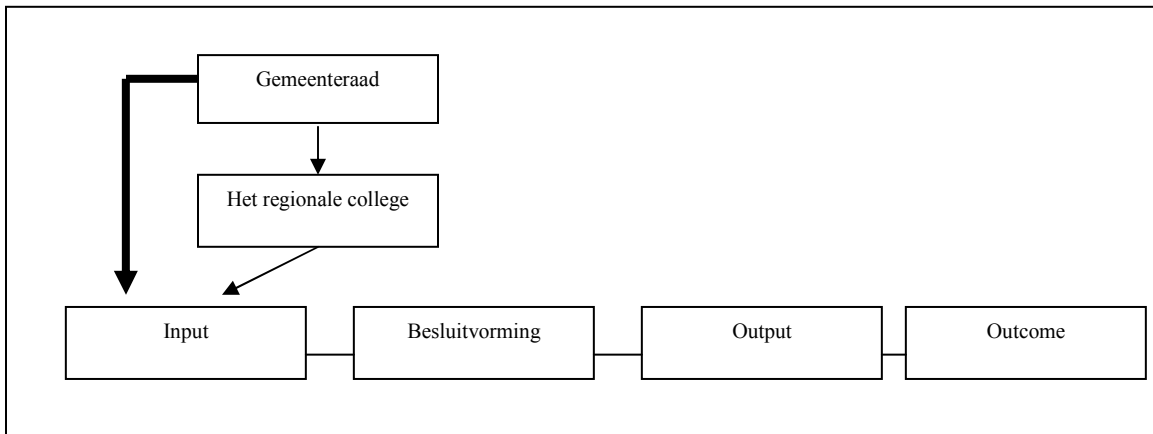 Gemeenteraad
Het regionale college
Input
Besluitvorming
Output
Outcome